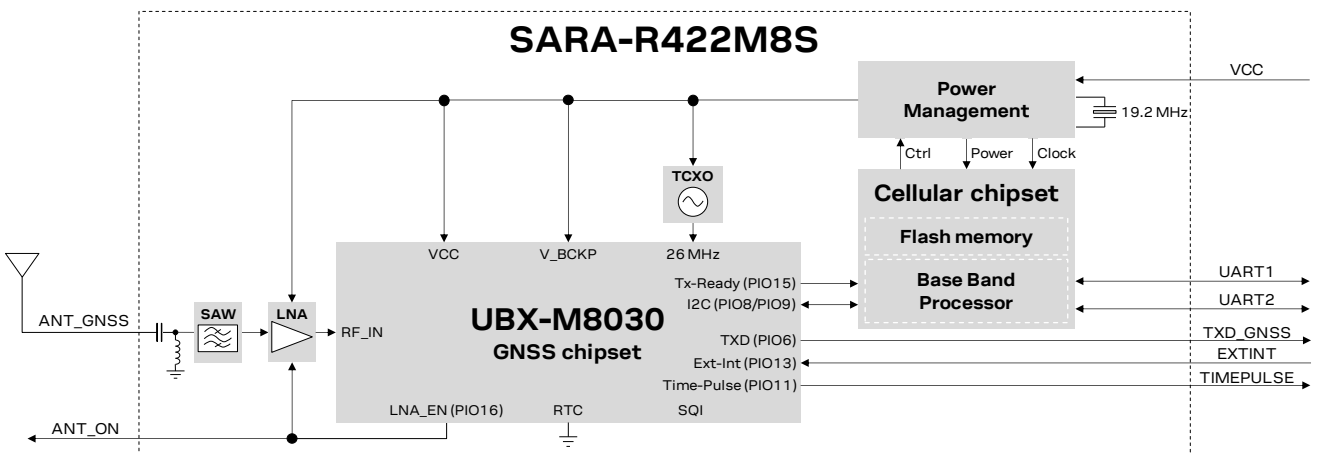 SARA-R422M8S
VCC
Power
Management
19.2 MHz
Ctrl
Power
Clock
TCXO
Cellular chipset
Flash memory
VCC
V_BCKP
26 MHz
Base Band
Processor
Tx-Ready (PIO15)
I2C (PIO8/PIO9)
UART1
UART2
ANT_GNSS
SAW
LNA
RF_IN
UBX-M8030
GNSS chipset
TXD (PIO6)
TXD_GNSS
Ext-Int (PIO13)
EXTINT
Time-Pulse (PIO11)
TIMEPULSE
LNA_EN (PIO16)
RTC
SQI
ANT_ON